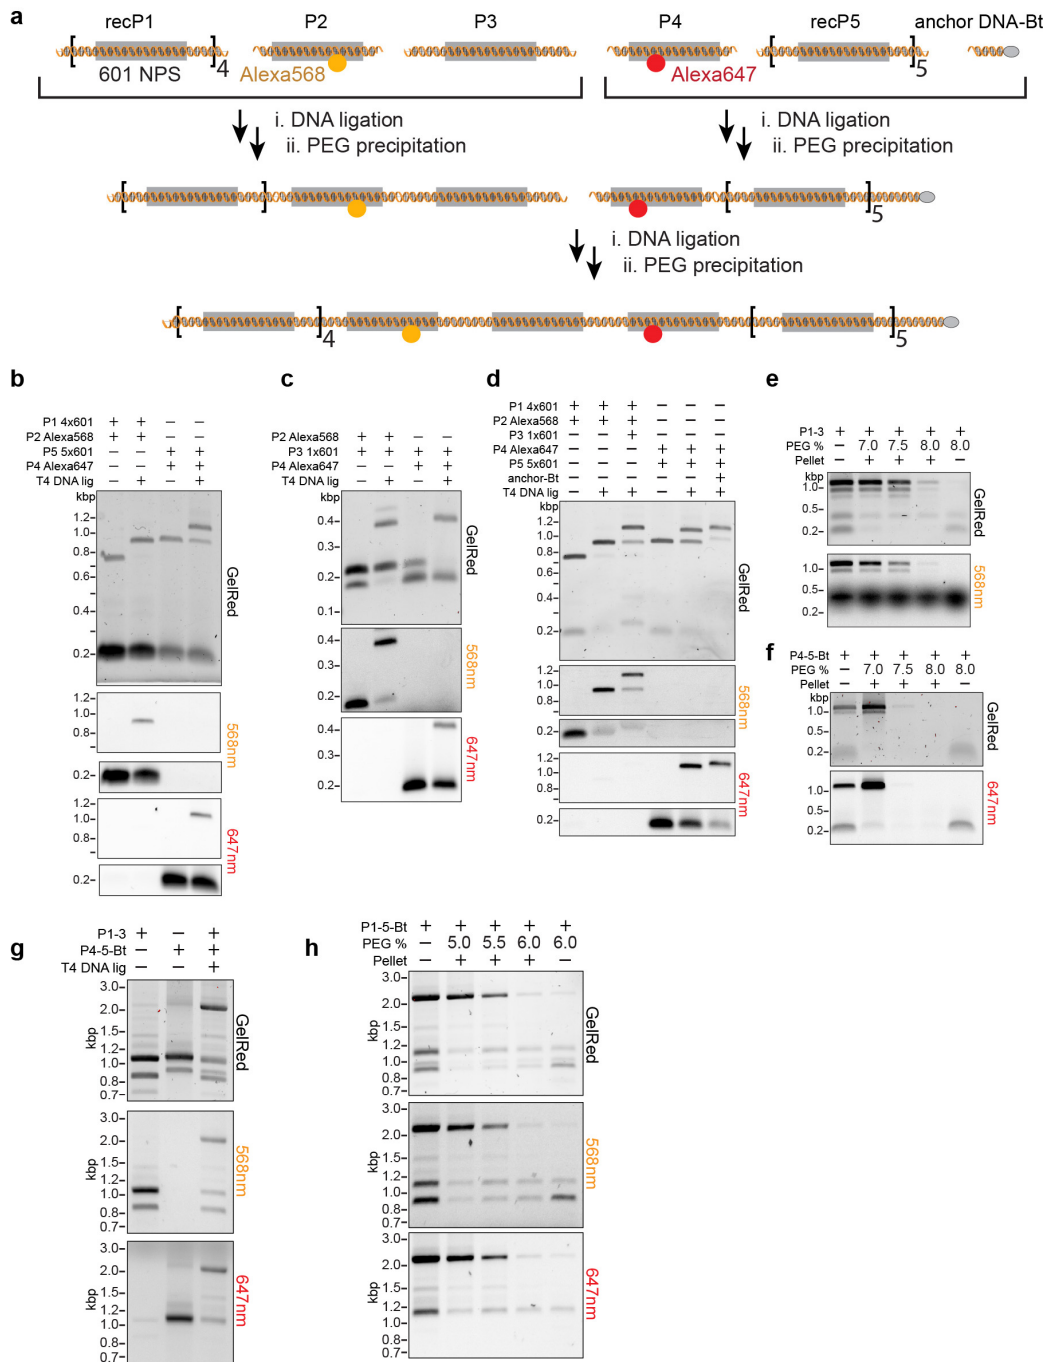 a
recP1 P2 P3 P4 recP5 anchor DNA-Bt
[ ]4 [ ]5
601 NPS Alexa568 Alexa647
i. DNA ligation i. DNA ligation
ii. PEG precipitation ii. PEG precipitation
[ ] [ ]5
i. DNA ligation
ii. PEG precipitation
[ ]4 [ ]5
b
P1 4x601 + + − −
P2 Alexa568 + + − −
P5 5x601 − − + +
P4 Alexa647 − − + +
T4 DNA lig − + − +
kbp
1.2
1.0
0.8
0.6
0.4
0.2
GelRed
1.2
1.0
0.8
0.2
568nm
1.2
1.0
0.8
0.2
647nm
c
P2 Alexa568 + + − −
P3 1x601 + + + +
P4 Alexa647 − − + +
T4 DNA lig − + − +
kbp
0.4
0.3
0.2
0.1
GelRed
0.4
0.3
0.2
568nm
0.4
0.3
0.2
647nm
d
P1 4x601 + + + − − −
P2 Alexa568 + + + − − −
P3 1x601 − − + − − −
P4 Alexa647 − − − + + +
P5 5x601 − − − + + +
anchor-Bt − − − − − +
T4 DNA lig − + + − + +
kbp
1.2
1.0
0.8
0.6
0.4
0.2
GelRed
1.2
1.0
0.8
0.2
568nm
1.2
1.0
0.8
0.2
647nm
e
P1-3 + + + + +
PEG % − 7.0 7.5 8.0 8.0
Pellet − + + + −
kbp
1.0
0.5
0.2
GelRed
1.0
0.5
0.2
568nm
f
P4-5-Bt + + + + +
PEG % − 7.0 7.5 8.0 8.0
Pellet − + + + −
kbp
1.0
0.5
0.2
GelRed
1.0
0.5
0.2
647nm
g
P1-3 + − +
P4-5-Bt − + +
T4 DNA lig − − +
kbp
3.0
2.0
1.5
1.2
1.0
0.8
0.7
GelRed
kbp
3.0
2.0
1.5
1.2
1.0
0.8
0.7
568nm
kbp
3.0
2.0
1.5
1.2
1.0
0.8
0.7
647nm
h
P1-5-Bt + + + + +
PEG % − 5.0 5.5 6.0 6.0
Pellet − + + + −
kbp
3.0
2.0
1.5
1.2
1.0
0.8
0.7
GelRed
kbp
3.0
2.0
1.5
1.2
1.0
0.8
0.7
568nm
kbp
3.0
2.0
1.5
1.2
1.0
0.8
0.7
647nm